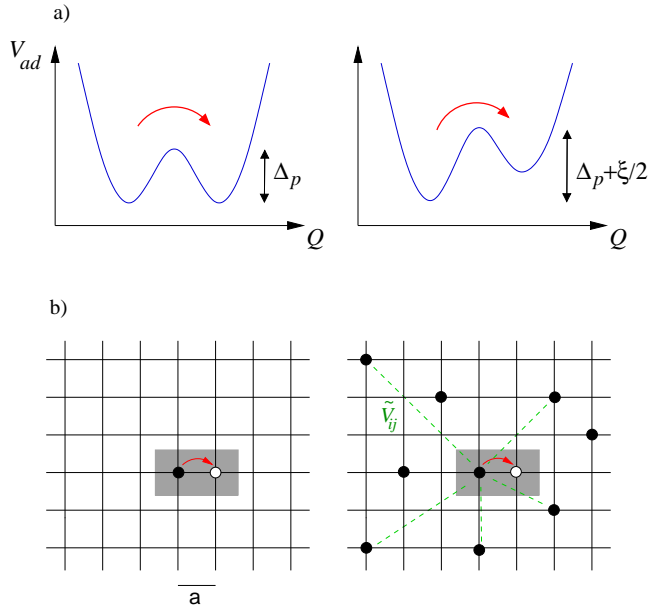 a)
V_ad
Δ_p
Q
Δ_p+ξ/2
Q
b)
Ṽ_ij
a